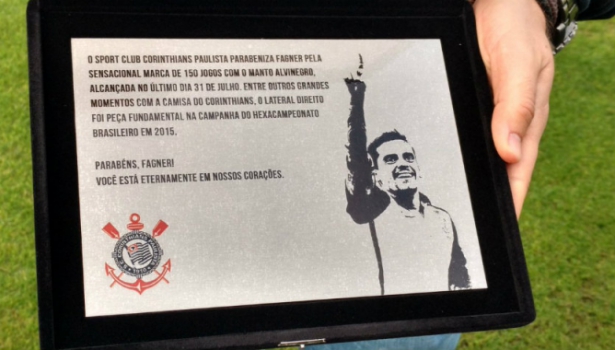 O SPORT CLUB CORINTHIANS PAULISTA PARABENIZA FAGNER PELA
SENSACIONAL MARCA DE 150 JOGOS COM O MANTO ALVINEGRO,
ALCANÇADA NO ÚLTIMO DIA 31 DE JULHO. ENTRE OUTROS GRANDES
MOMENTOS COM A CAMISA DO CORINTHIANS, O LATERAL DIREITO
FOI PEÇA FUNDAMENTAL NA CAMPANHA DO HEXACAMPEONATO
BRASILEIRO EM 2015.
PARABÉNS, FAGNER!
VOCÊ ESTÁ ETERNAMENTE EM NOSSOS CORAÇÕES.